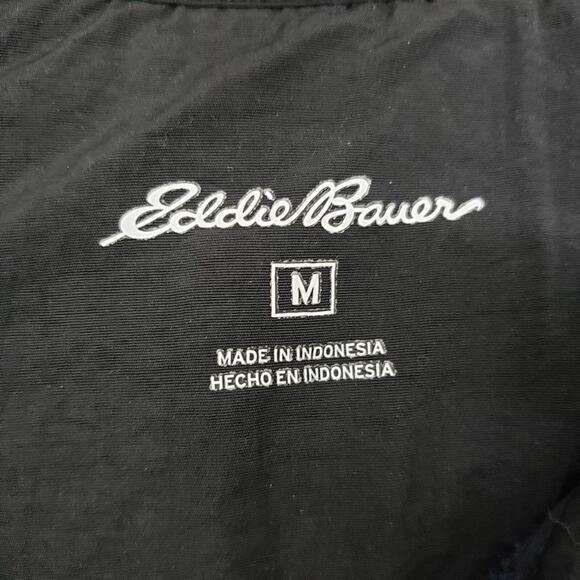 Eddie Bauer
M
MADE IN INDONESIA
HECHO EN INDONESIA